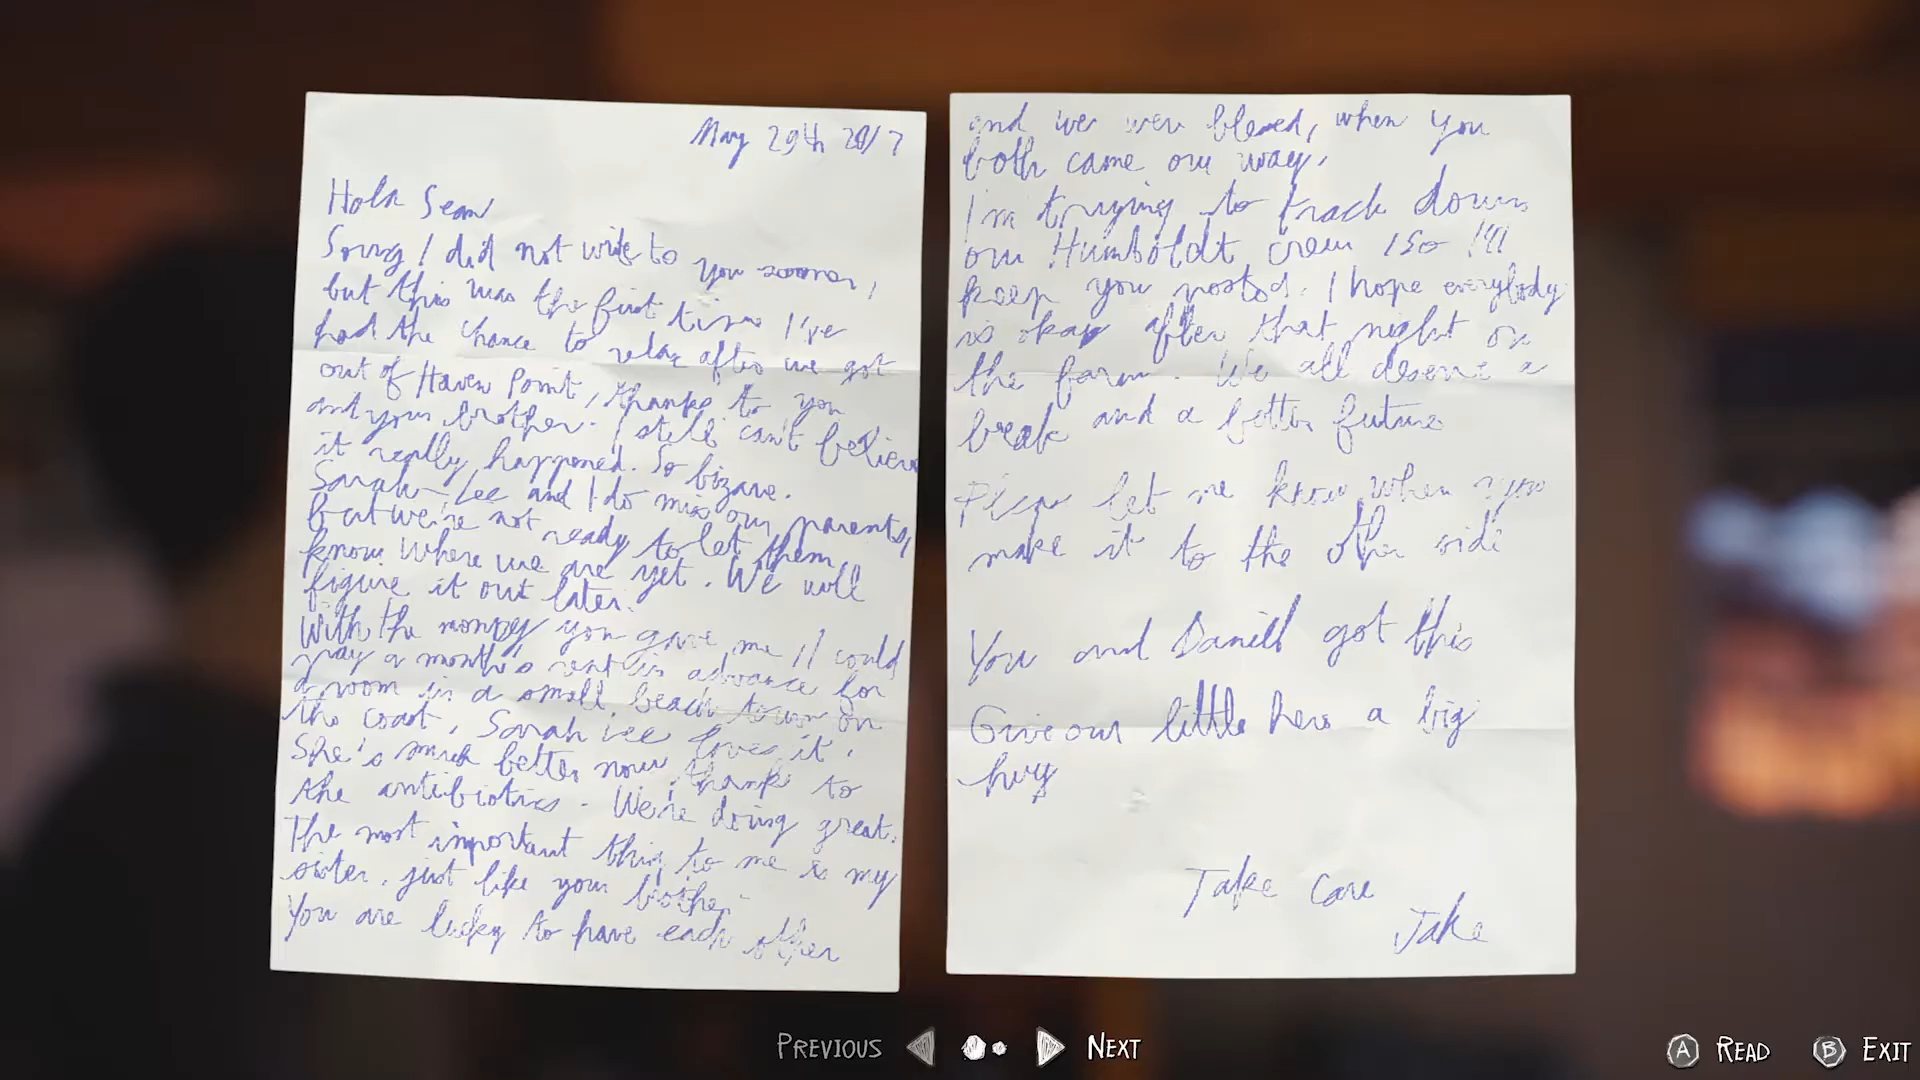 May 29th 2017
Hola Sean
Sorry I did not write to you sooner,
but this was the first time I've
had the chance to relax after we got
out of Haven Point, thanks to you
and your brother. I still can't believe
it really happened. So bizare.
Sarah-Lee and I do miss our parents,
but we're not ready to let them
know where we are yet. We will
figure it out later.
With the money you gave me, I could
pay a month's rent in advance for
a room in a small beach town on
the coast, Sarah Lee loves it.
She's much better now, thanks to
the antibiotics. We're doing great.
The most important thing to me is my
sister, just like your brother.
You are lucky to have each other
and we were blessed, when you
both came our way.
I'm trying to track down
our Humboldt crew, so I'll
keep you posted. I hope everybody
is okay after that night on
the farm. We all deserve a
break and a better future
Please let me know when you
make it to the other side
You and Daniel got this
Give our little hero a big
hug
Take Care
Jake
PREVIOUS NEXT
A READ B EXIT